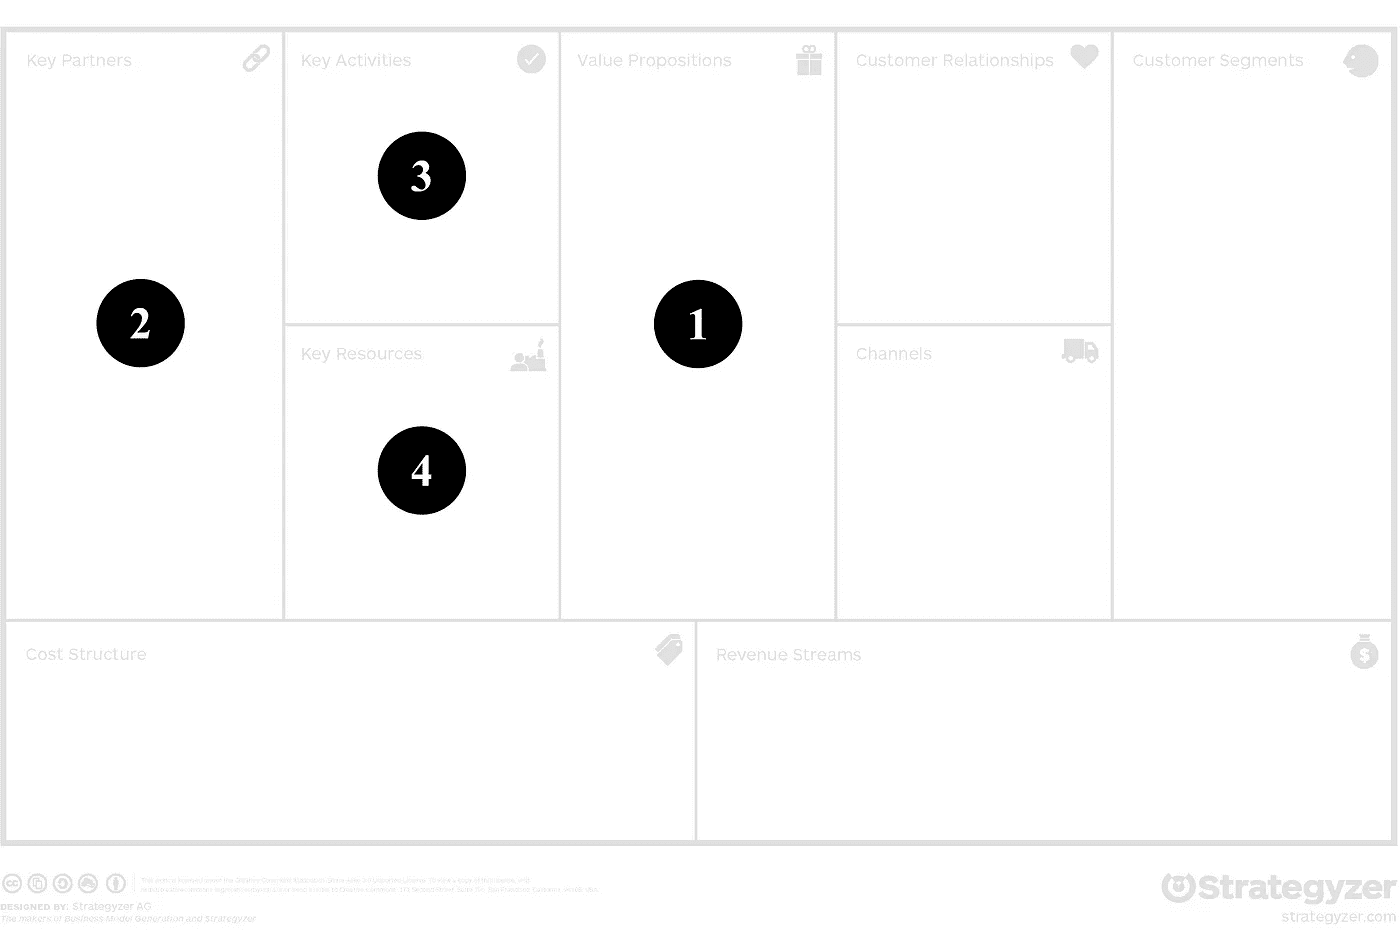 Key Partners
Key Activities
Value Propositions
Customer Relationships
Customer Segments
3
2
1
Key Resources
Channels
4
Cost Structure
Revenue Streams
$
cc
DESIGNED BY: Strategyzer AG
The makers of Business Model Generation and Strategyzer
Strategyzer
strategyzer.com